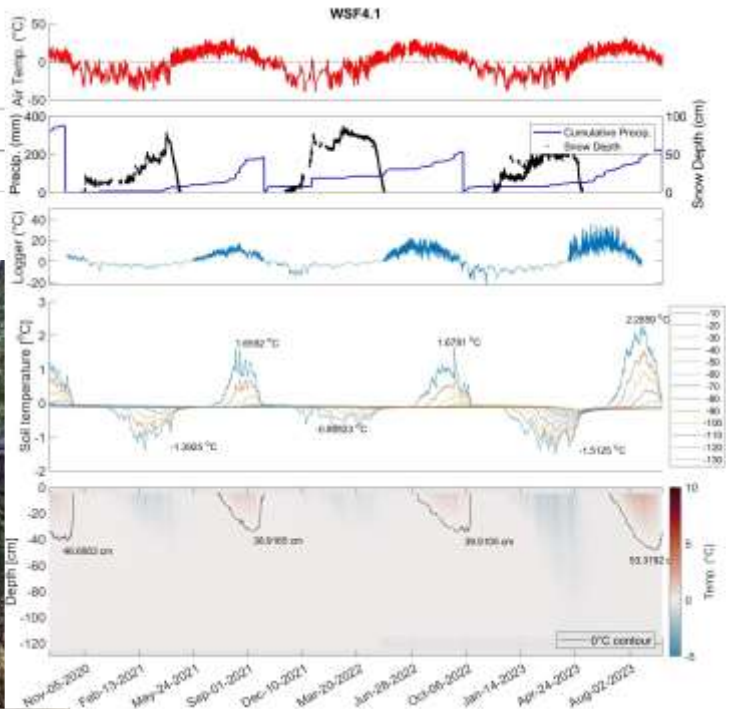 WSF4.1
Air Temp. (°C)
50
0
-50
Precip. (mm)
400
200
0
Cumulative Precip.
Snow Depth
100
50
0
Snow Depth (cm)
Logger (°C)
40
20
0
-20
Soil temperature [°C]
3
2
1
0
-1
-2
2.2889 °C
-1.3925 °C
-1.5125 °C
-10
-20
-30
-40
-50
-60
-70
-80
-90
-100
-110
-120
-130
Depth [cm]
0
-20
-40
-60
-80
-100
-120
0°C contour
10
5
0
-5
Temp. (°C)
Nov-05-2020
Feb-13-2021
May-24-2021
Sep-01-2021
Dec-10-2021
Mar-20-2022
Jun-28-2022
Oct-06-2022
Jan-14-2023
Apr-24-2023
Aug-02-2023